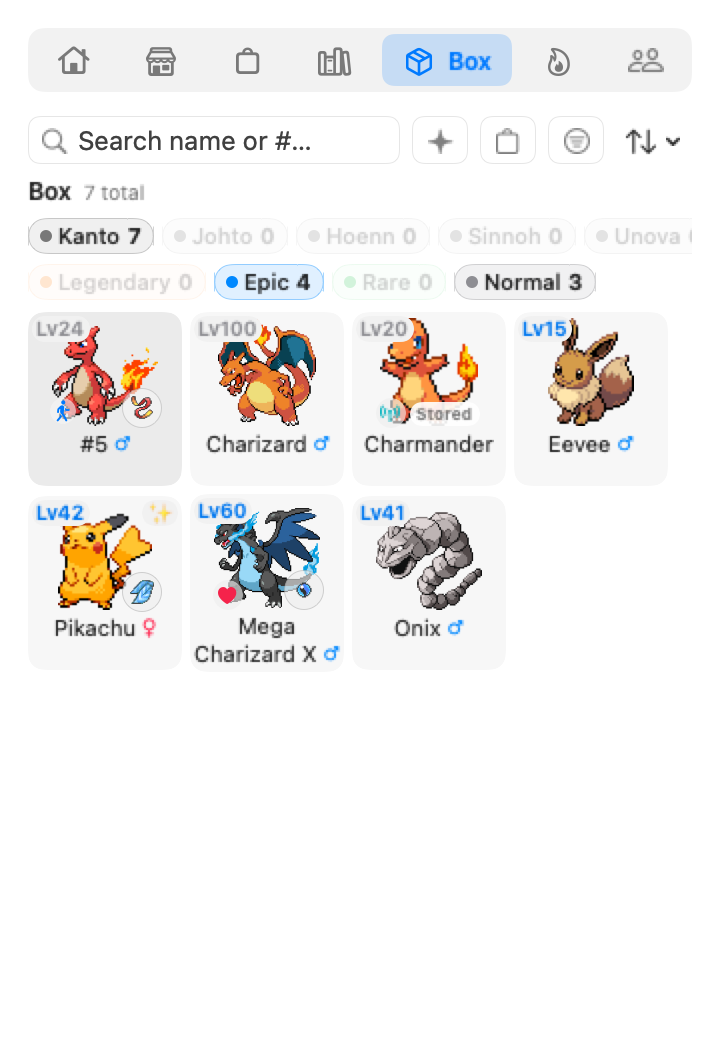 Box
Search name or #...
Box 7 total
Kanto 7 Johto 0 Hoenn 0 Sinnoh 0 Unova
Legendary 0 Epic 4 Rare 0 Normal 3
Lv24 Lv100 Lv20 Lv15
Stored
#5 ♂ Charizard ♂ Charmander Eevee ♂
Lv42 Lv60 Lv41
Pikachu ♀ Mega Onix ♂
Charizard X ♂